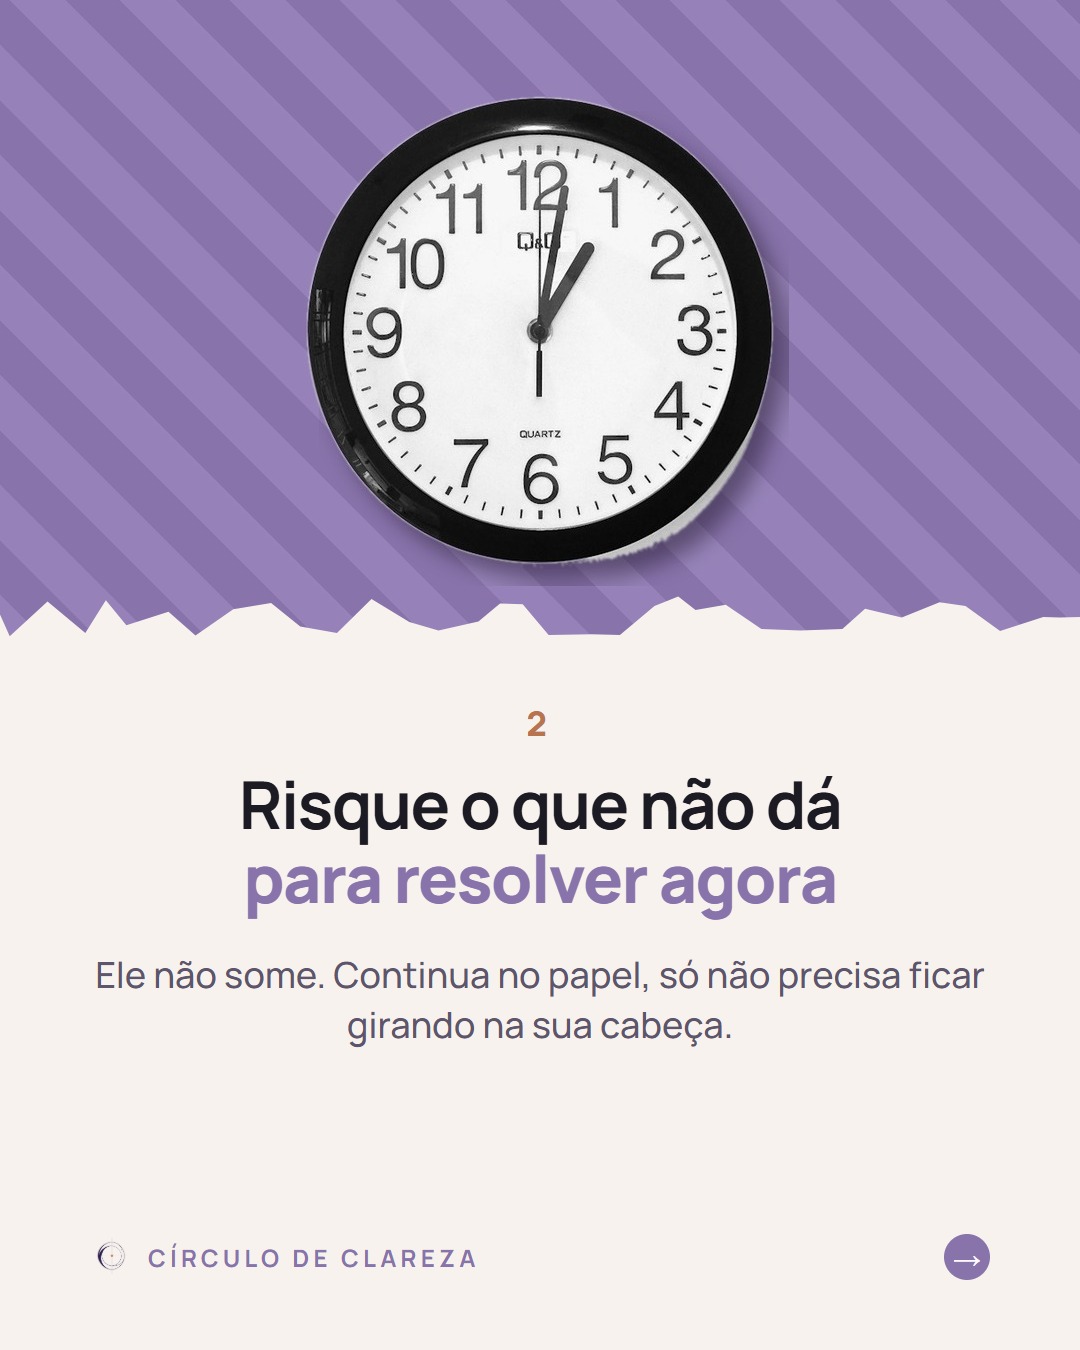 12
11
1
10
2
Q&Q
9
3
8
4
QUARTZ
7
5
6
2
Risque o que não dá
para resolver agora
Ele não some. Continua no papel, só não precisa ficar
girando na sua cabeça.
CÍRCULO DE CLAREZA
→